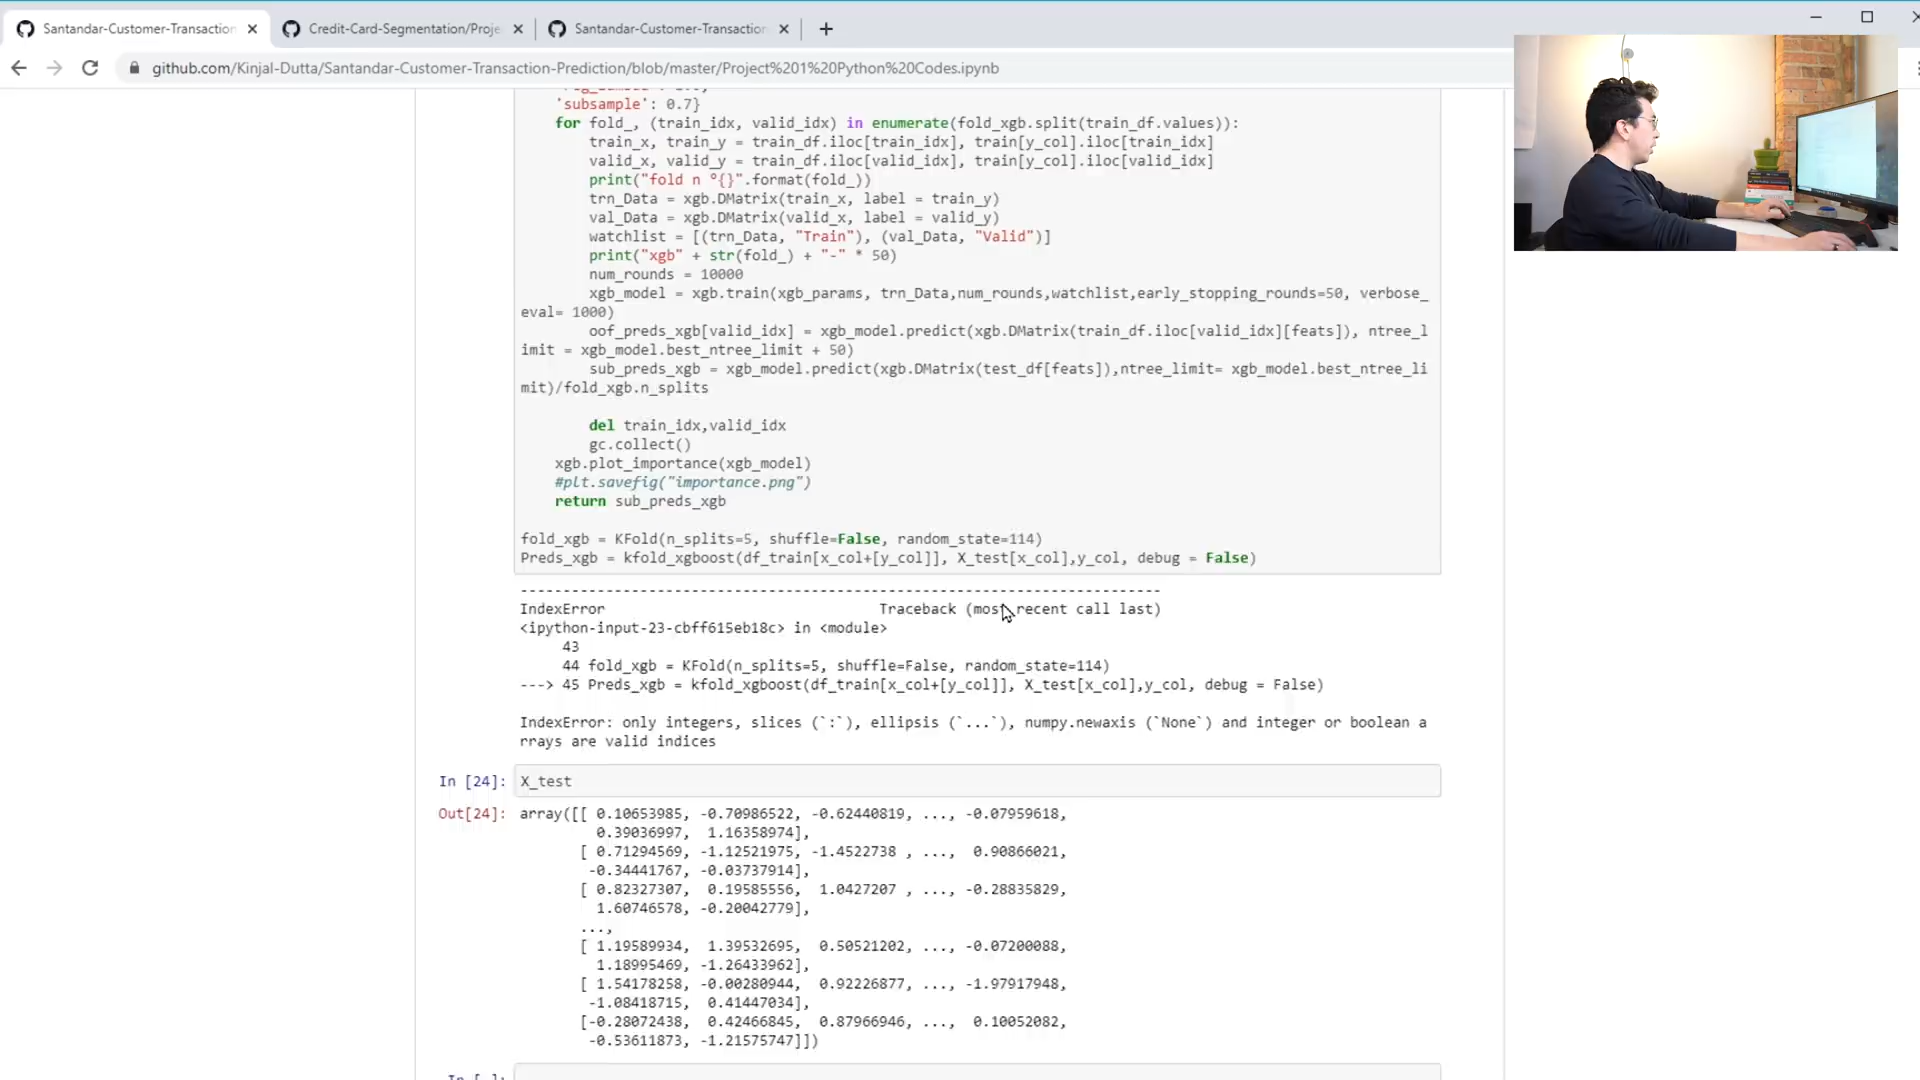 Santandar-Customer-Transaction
Credit-Card-Segmentation/Proje
Santandar-Customer-Transaction
github.com/Kinjal-Dutta/Santandar-Customer-Transaction-Prediction/blob/master/Project%201%20Python%20Codes.ipynb
'subsample': 0.7}
for fold_, (train_idx, valid_idx) in enumerate(fold_xgb.split(train_df.values)):
train_x, train_y = train_df.iloc[train_idx], train[y_col].iloc[train_idx]
valid_x, valid_y = train_df.iloc[valid_idx], train[y_col].iloc[valid_idx]
print("fold n °{}".format(fold_))
trn_Data = xgb.DMatrix(train_x, label = train_y)
val_Data = xgb.DMatrix(valid_x, label = valid_y)
watchlist = [(trn_Data, "Train"), (val_Data, "Valid")]
print("xgb" + str(fold_) + "-" * 50)
num_rounds = 10000
xgb_model = xgb.train(xgb_params, trn_Data,num_rounds,watchlist,early_stopping_rounds=50, verbose_
eval= 1000)
oof_preds_xgb[valid_idx] = xgb_model.predict(xgb.DMatrix(train_df.iloc[valid_idx][feats]), ntree_l
imit = xgb_model.best_ntree_limit + 50)
sub_preds_xgb = xgb_model.predict(xgb.DMatrix(test_df[feats]),ntree_limit= xgb_model.best_ntree_li
mit)/fold_xgb.n_splits
del train_idx,valid_idx
gc.collect()
xgb.plot_importance(xgb_model)
#plt.savefig("importance.png")
return sub_preds_xgb
fold_xgb = KFold(n_splits=5, shuffle=False, random_state=114)
Preds_xgb = kfold_xgboost(df_train[x_col+[y_col]], X_test[x_col],y_col, debug = False)
---------------------------------------------------------------------------
IndexError Traceback (most recent call last)
<ipython-input-23-cbff615eb18c> in <module>
43
44 fold_xgb = KFold(n_splits=5, shuffle=False, random_state=114)
---> 45 Preds_xgb = kfold_xgboost(df_train[x_col+[y_col]], X_test[x_col],y_col, debug = False)
IndexError: only integers, slices (`:`), ellipsis (`...`), numpy.newaxis (`None`) and integer or boolean a
rrays are valid indices
In [24]: X_test
Out[24]: array([[ 0.10653985, -0.70986522, -0.62440819, ..., -0.07959618,
0.39036997, 1.16358974],
[ 0.71294569, -1.12521975, -1.4522738 , ..., 0.90866021,
-0.34441767, -0.03737914],
[ 0.82327307, 0.19585556, 1.0427207 , ..., -0.28835829,
1.60746578, -0.20042779],
...,
[ 1.19589934, 1.39532695, 0.50521202, ..., -0.07200088,
1.18995469, -1.26433962],
[ 1.54178258, -0.00280944, 0.92226877, ..., -1.97917948,
-1.08418715, 0.41447034],
[-0.28072438, 0.42466845, 0.87966946, ..., 0.10052082,
-0.53611873, -1.21575747]])